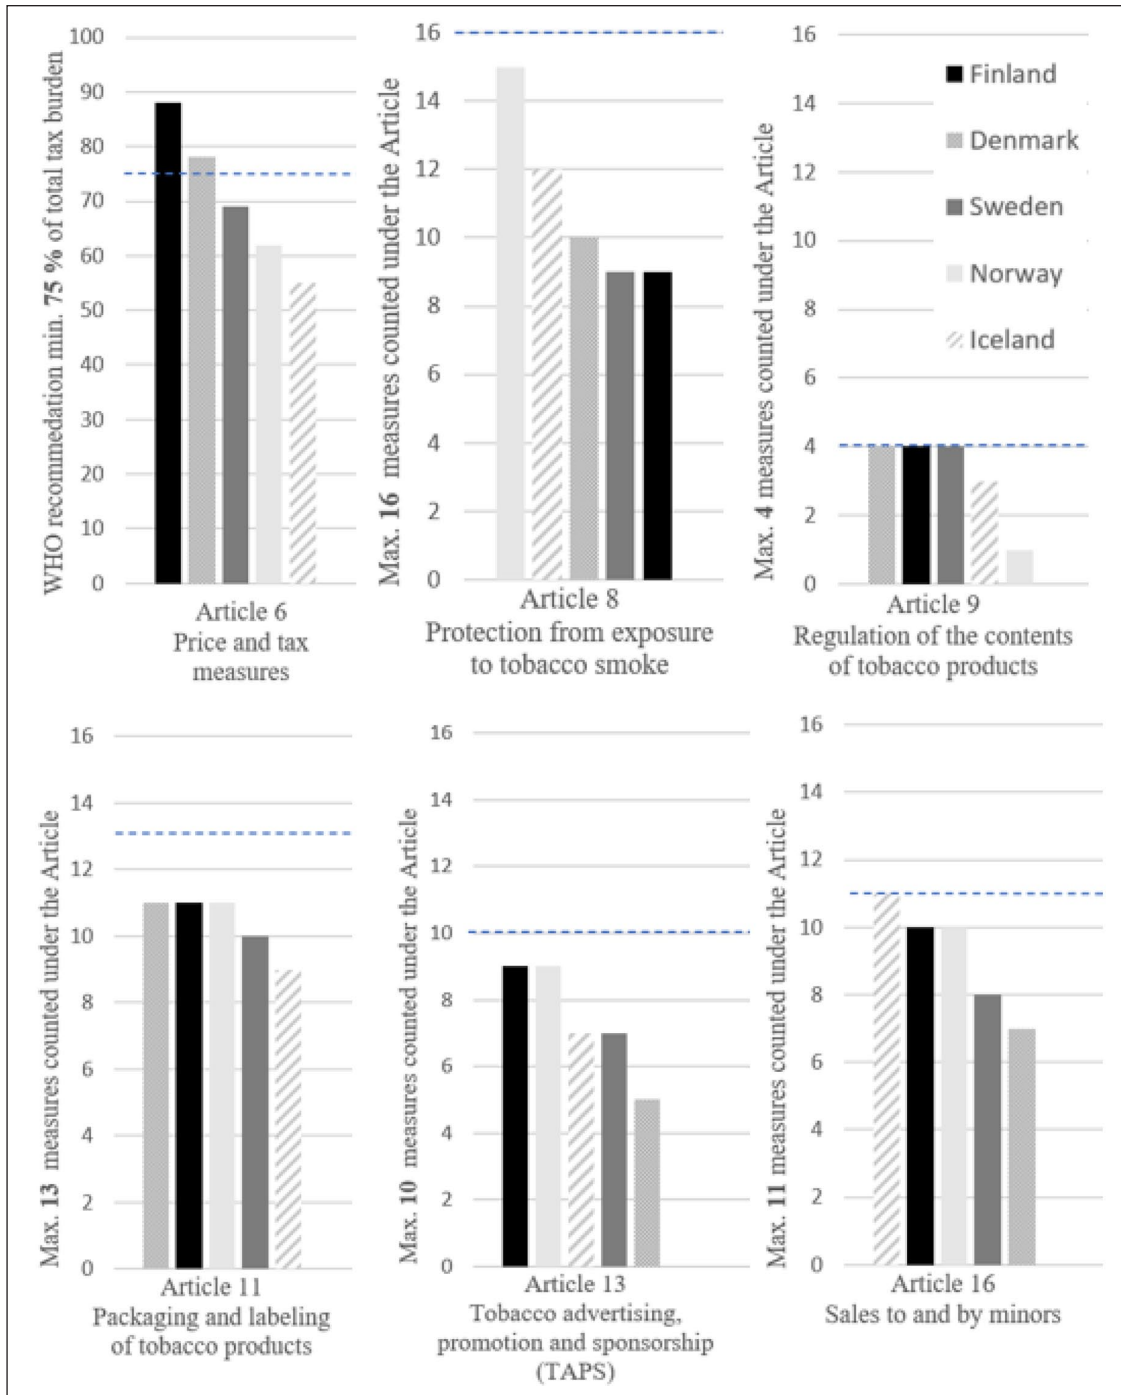 WHO recommedation min. 75 % of total tax burden
100
90
80
70
60
50
40
30
20
10
0
Article 6
Price and tax
measures
Max. 16 measures counted under the Article
16
14
12
10
8
6
4
2
0
Article 8
Protection from exposure
to tobacco smoke
Max. 4 measures counted under the Article
16
14
12
10
8
6
4
2
0
Finland
Denmark
Sweden
Norway
Iceland
Article 9
Regulation of the contents
of tobacco products
Max. 13 measures counted under the Article
16
14
12
10
8
6
4
2
0
Article 11
Packaging and labeling
of tobacco products
Max. 10 measures counted under the Article
16
14
12
10
8
6
4
2
0
Article 13
Tobacco advertising,
promotion and sponsorship
(TAPS)
Max. 11 measures counted under the Article
16
14
12
10
8
6
4
2
0
Article 16
Sales to and by minors